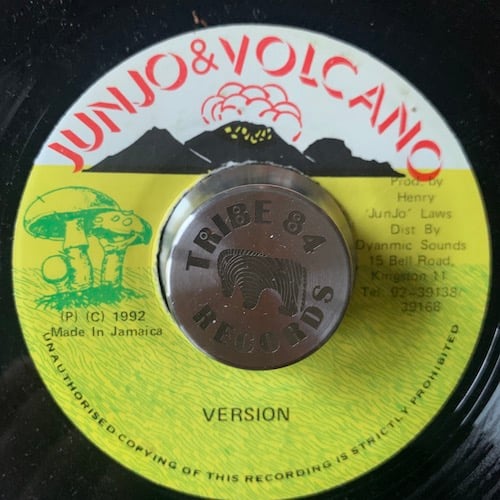 JUNJO & VOLCANO
Prod. by
Henry
'JunJo' Laws
Dist By
Dyanmic Sounds
15 Bell Road,
Kingston 11
Tel: 92-39138
39168
TRIBE 84
RECORDS
(P) (C) 1992
Made In Jamaica
VERSION
UNAUTHORISED COPYING OF THIS RECORDING IS STRICTLY PROHIBITED